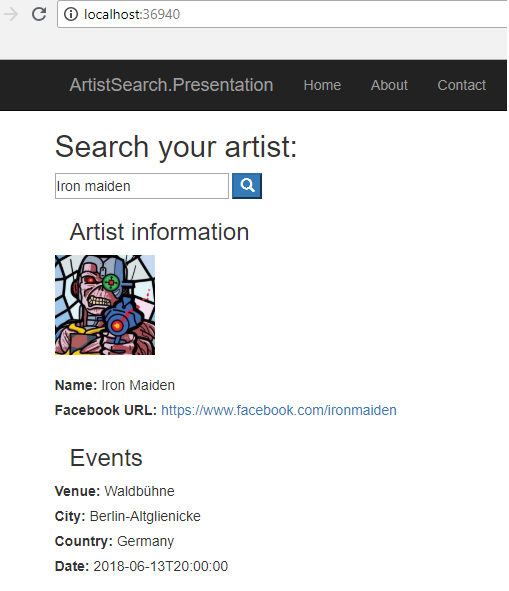 localhost:36940
ArtistSearch.Presentation Home About Contact
Search your artist:
Iron maiden
Artist information
Name: Iron Maiden
Facebook URL: https://www.facebook.com/ironmaiden
Events
Venue: Waldbühne
City: Berlin-Altglienicke
Country: Germany
Date: 2018-06-13T20:00:00